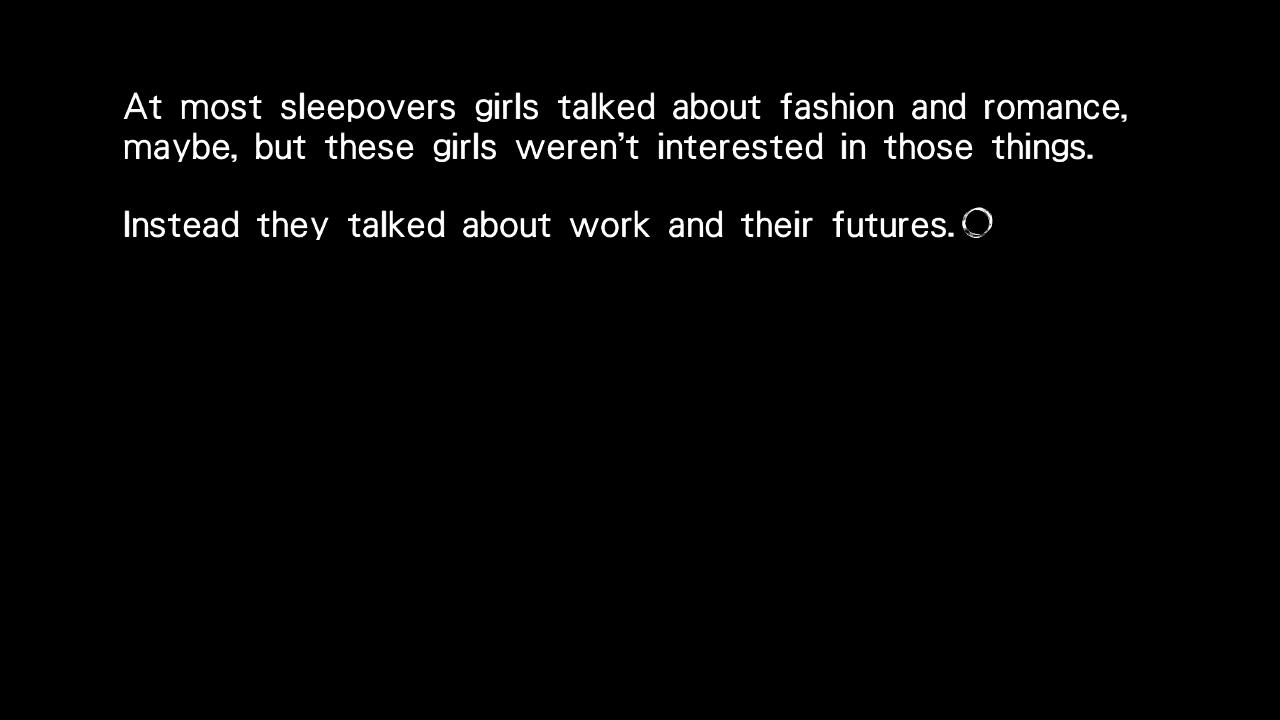 At most sleepovers girls talked about fashion and romance,
maybe, but these girls weren't interested in those things.
Instead they talked about work and their futures.